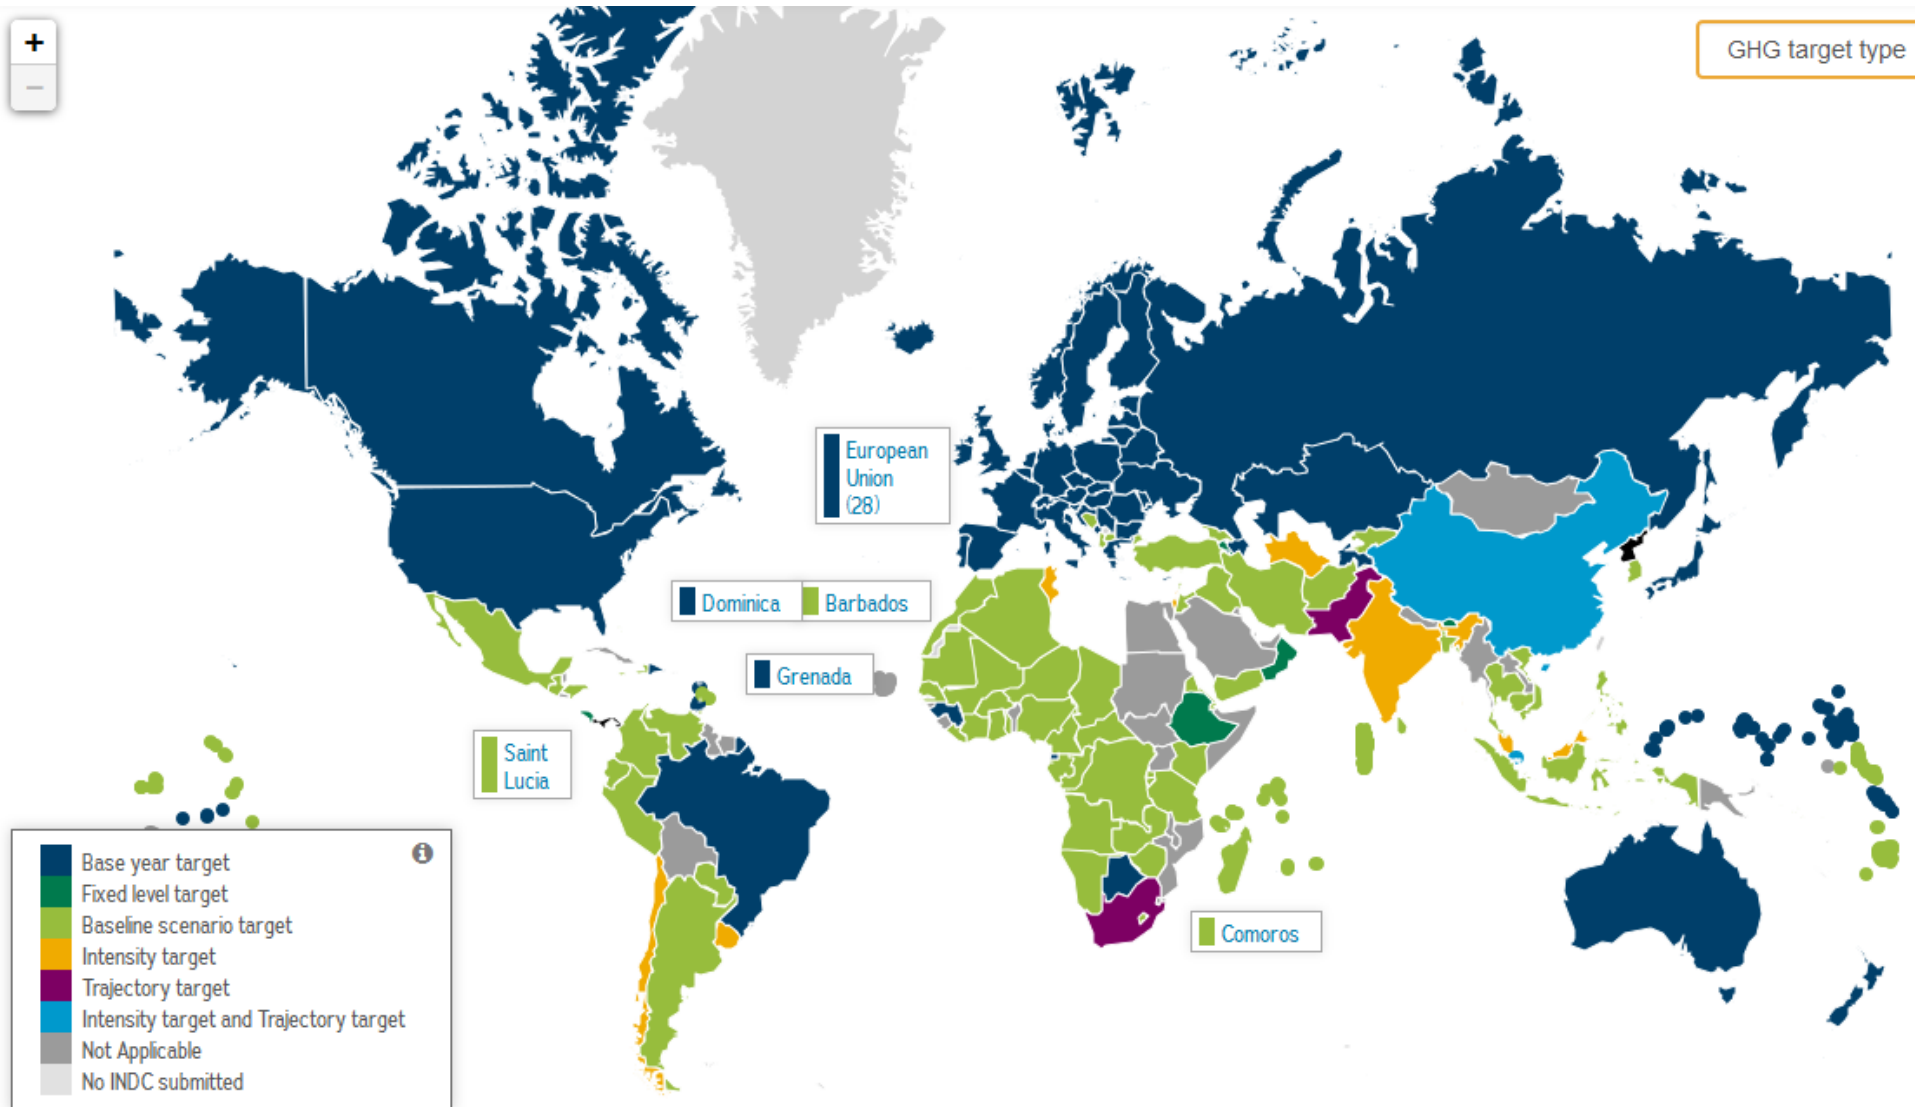 +
−
GHG target type
European
Union
(28)
Dominica
Barbados
Grenada
Saint
Lucia
Comoros
Base year target
Fixed level target
Baseline scenario target
Intensity target
Trajectory target
Intensity target and Trajectory target
Not Applicable
No INDC submitted
i